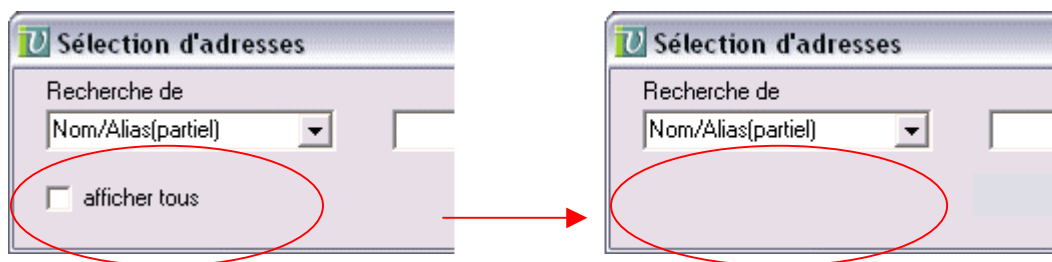 Sélection d'adresses
Recherche de
Nom/Alias(partiel)
afficher tous
Sélection d'adresses
Recherche de
Nom/Alias(partiel)